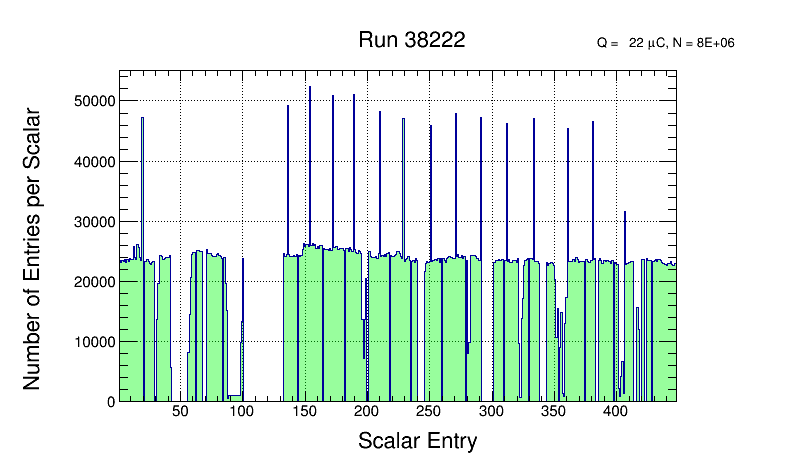 Run 38222
Q = 22 μC, N = 8E+06
Number of Entries per Scalar
50000
40000
30000
20000
10000
0
50 100 150 200 250 300 350 400
Scalar Entry